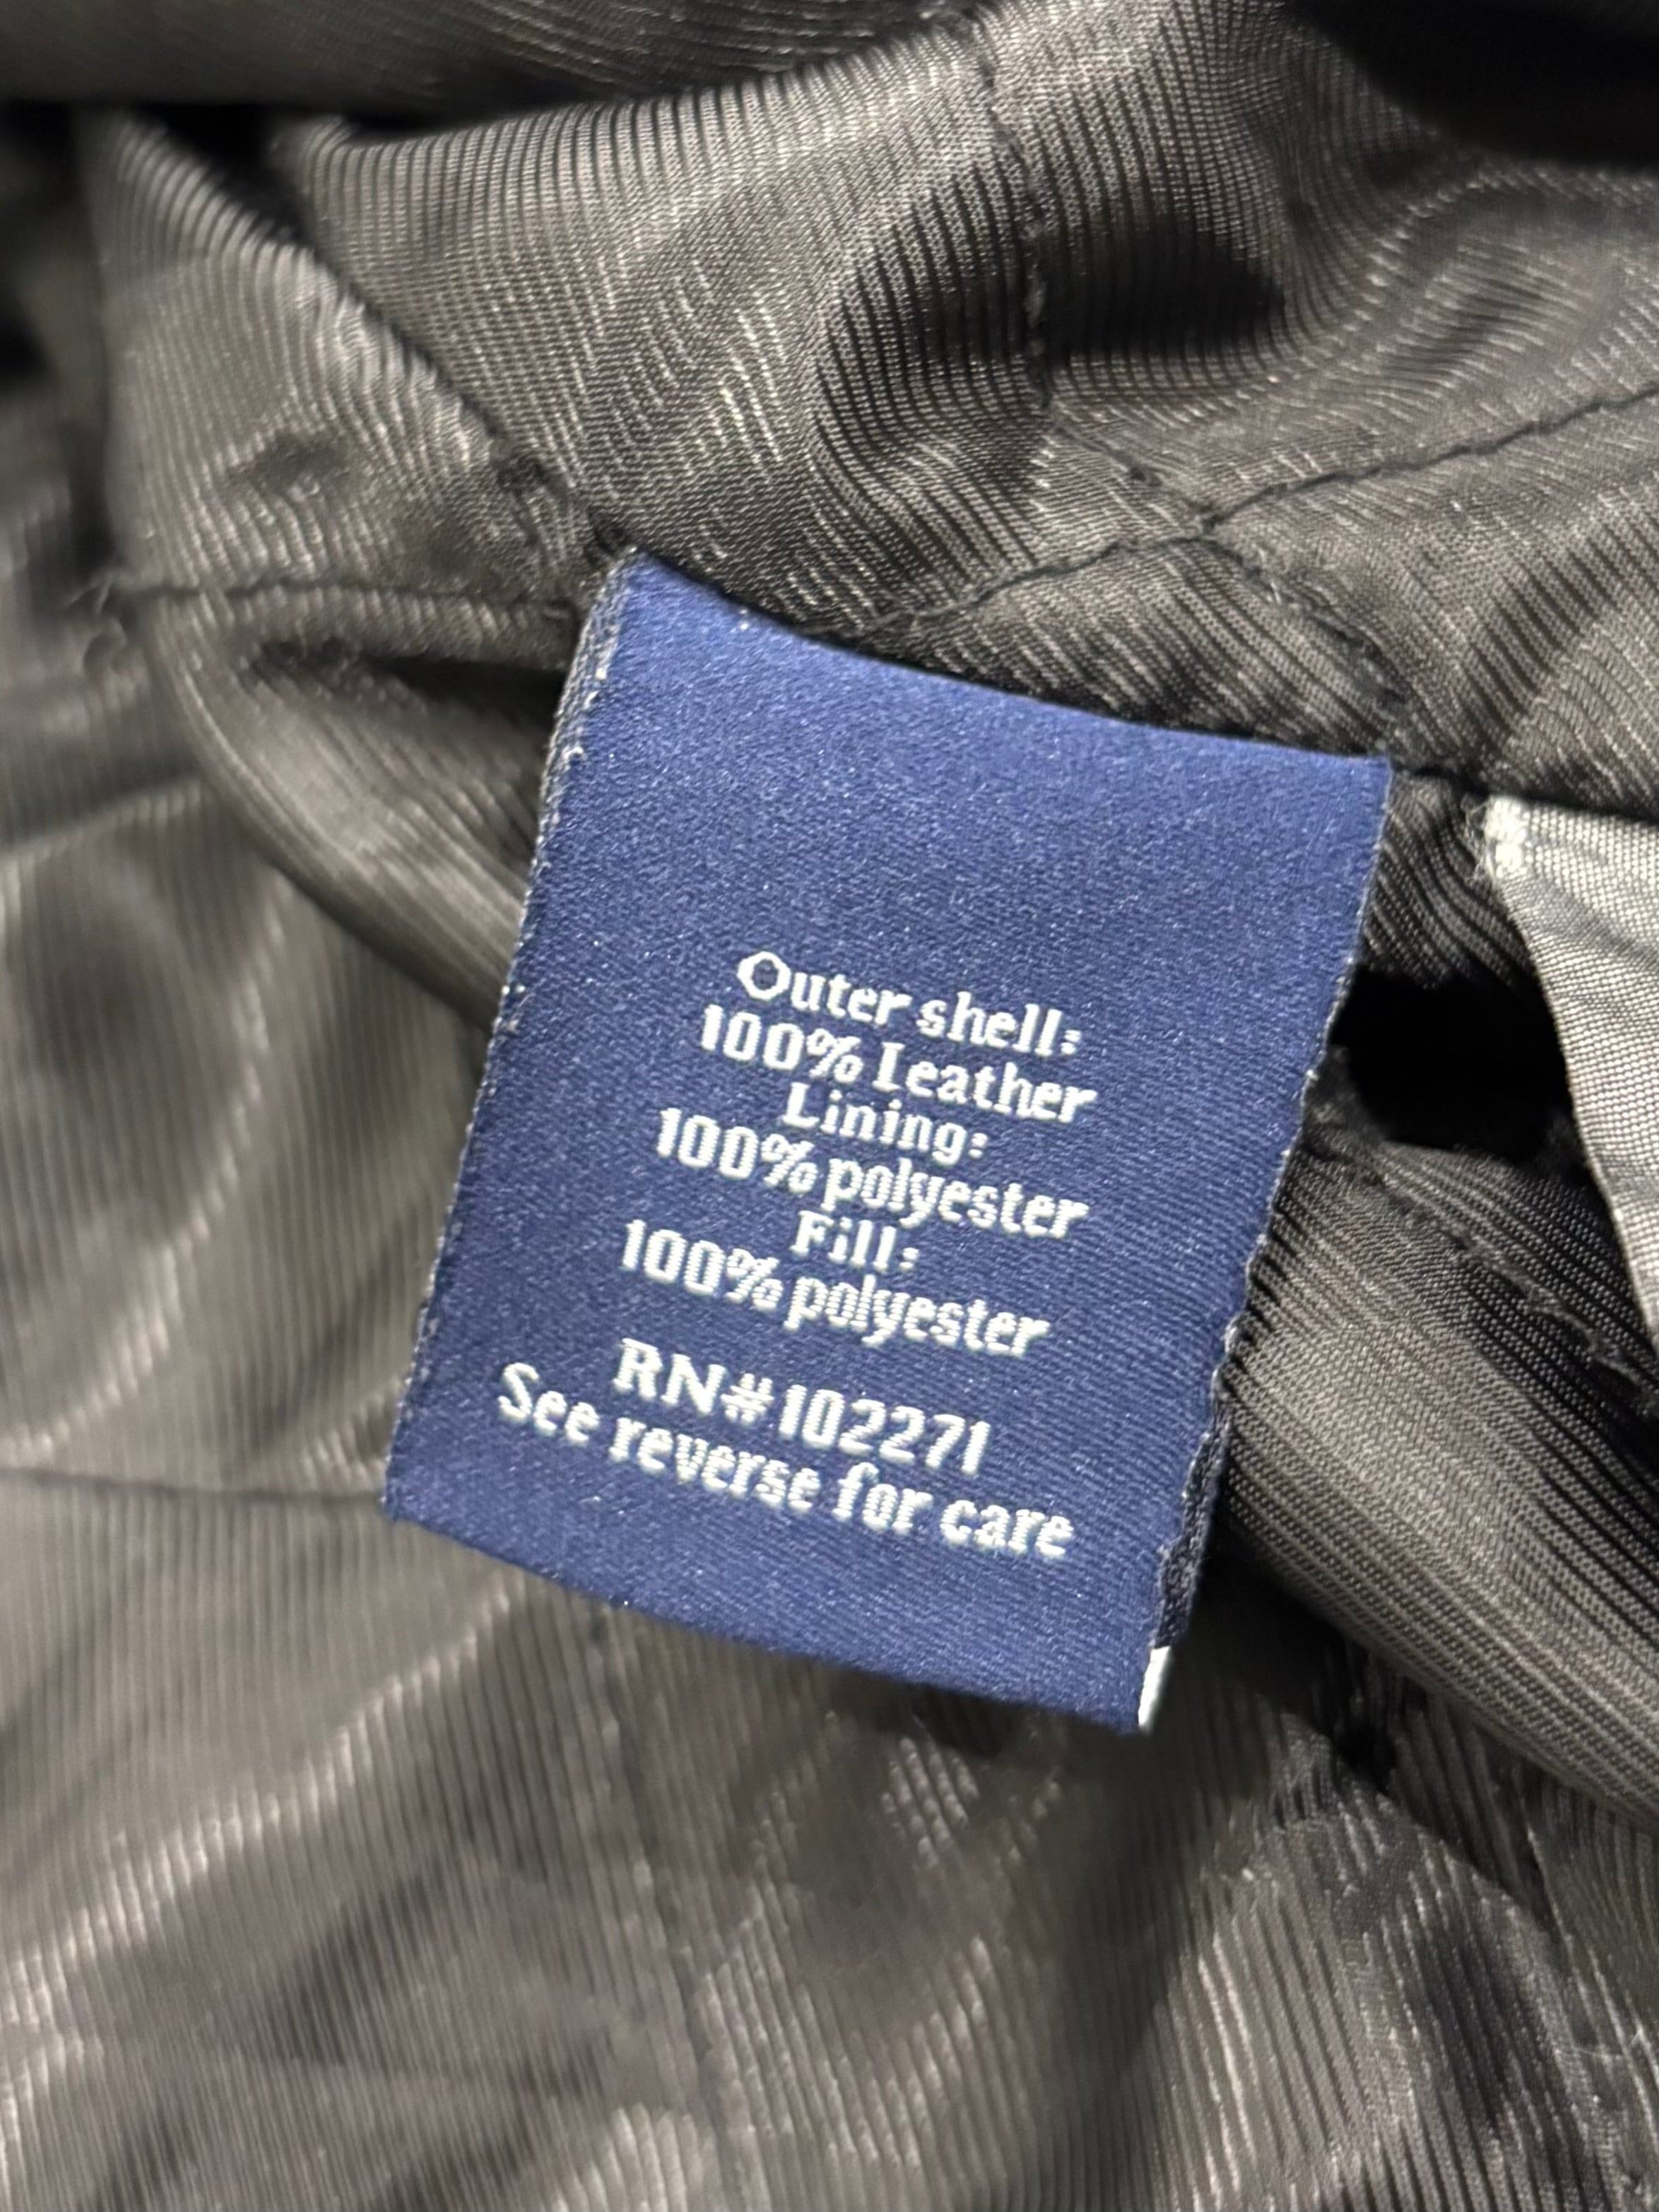 Outer shell:
100% Leather
Lining:
100% polyester
Fill:
100% polyester
RN#102271
See reverse for care